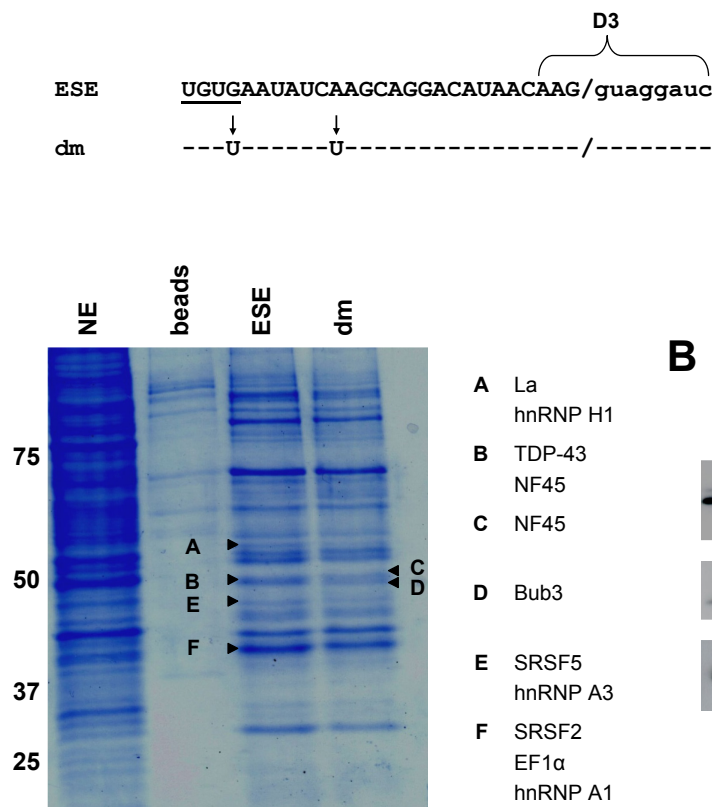 D3
ESE UGUGAAUAUCAAGCAGGACAUAACAAG/guaggauc
dm ---U-----U--------------/--------
NE beads ESE dm
B
75
50
37
25
A
B
E
F
C
D
A La
hnRNP H1
B TDP-43
NF45
C NF45
D Bub3
E SRSF5
hnRNP A3
F SRSF2
EF1α
hnRNP A1